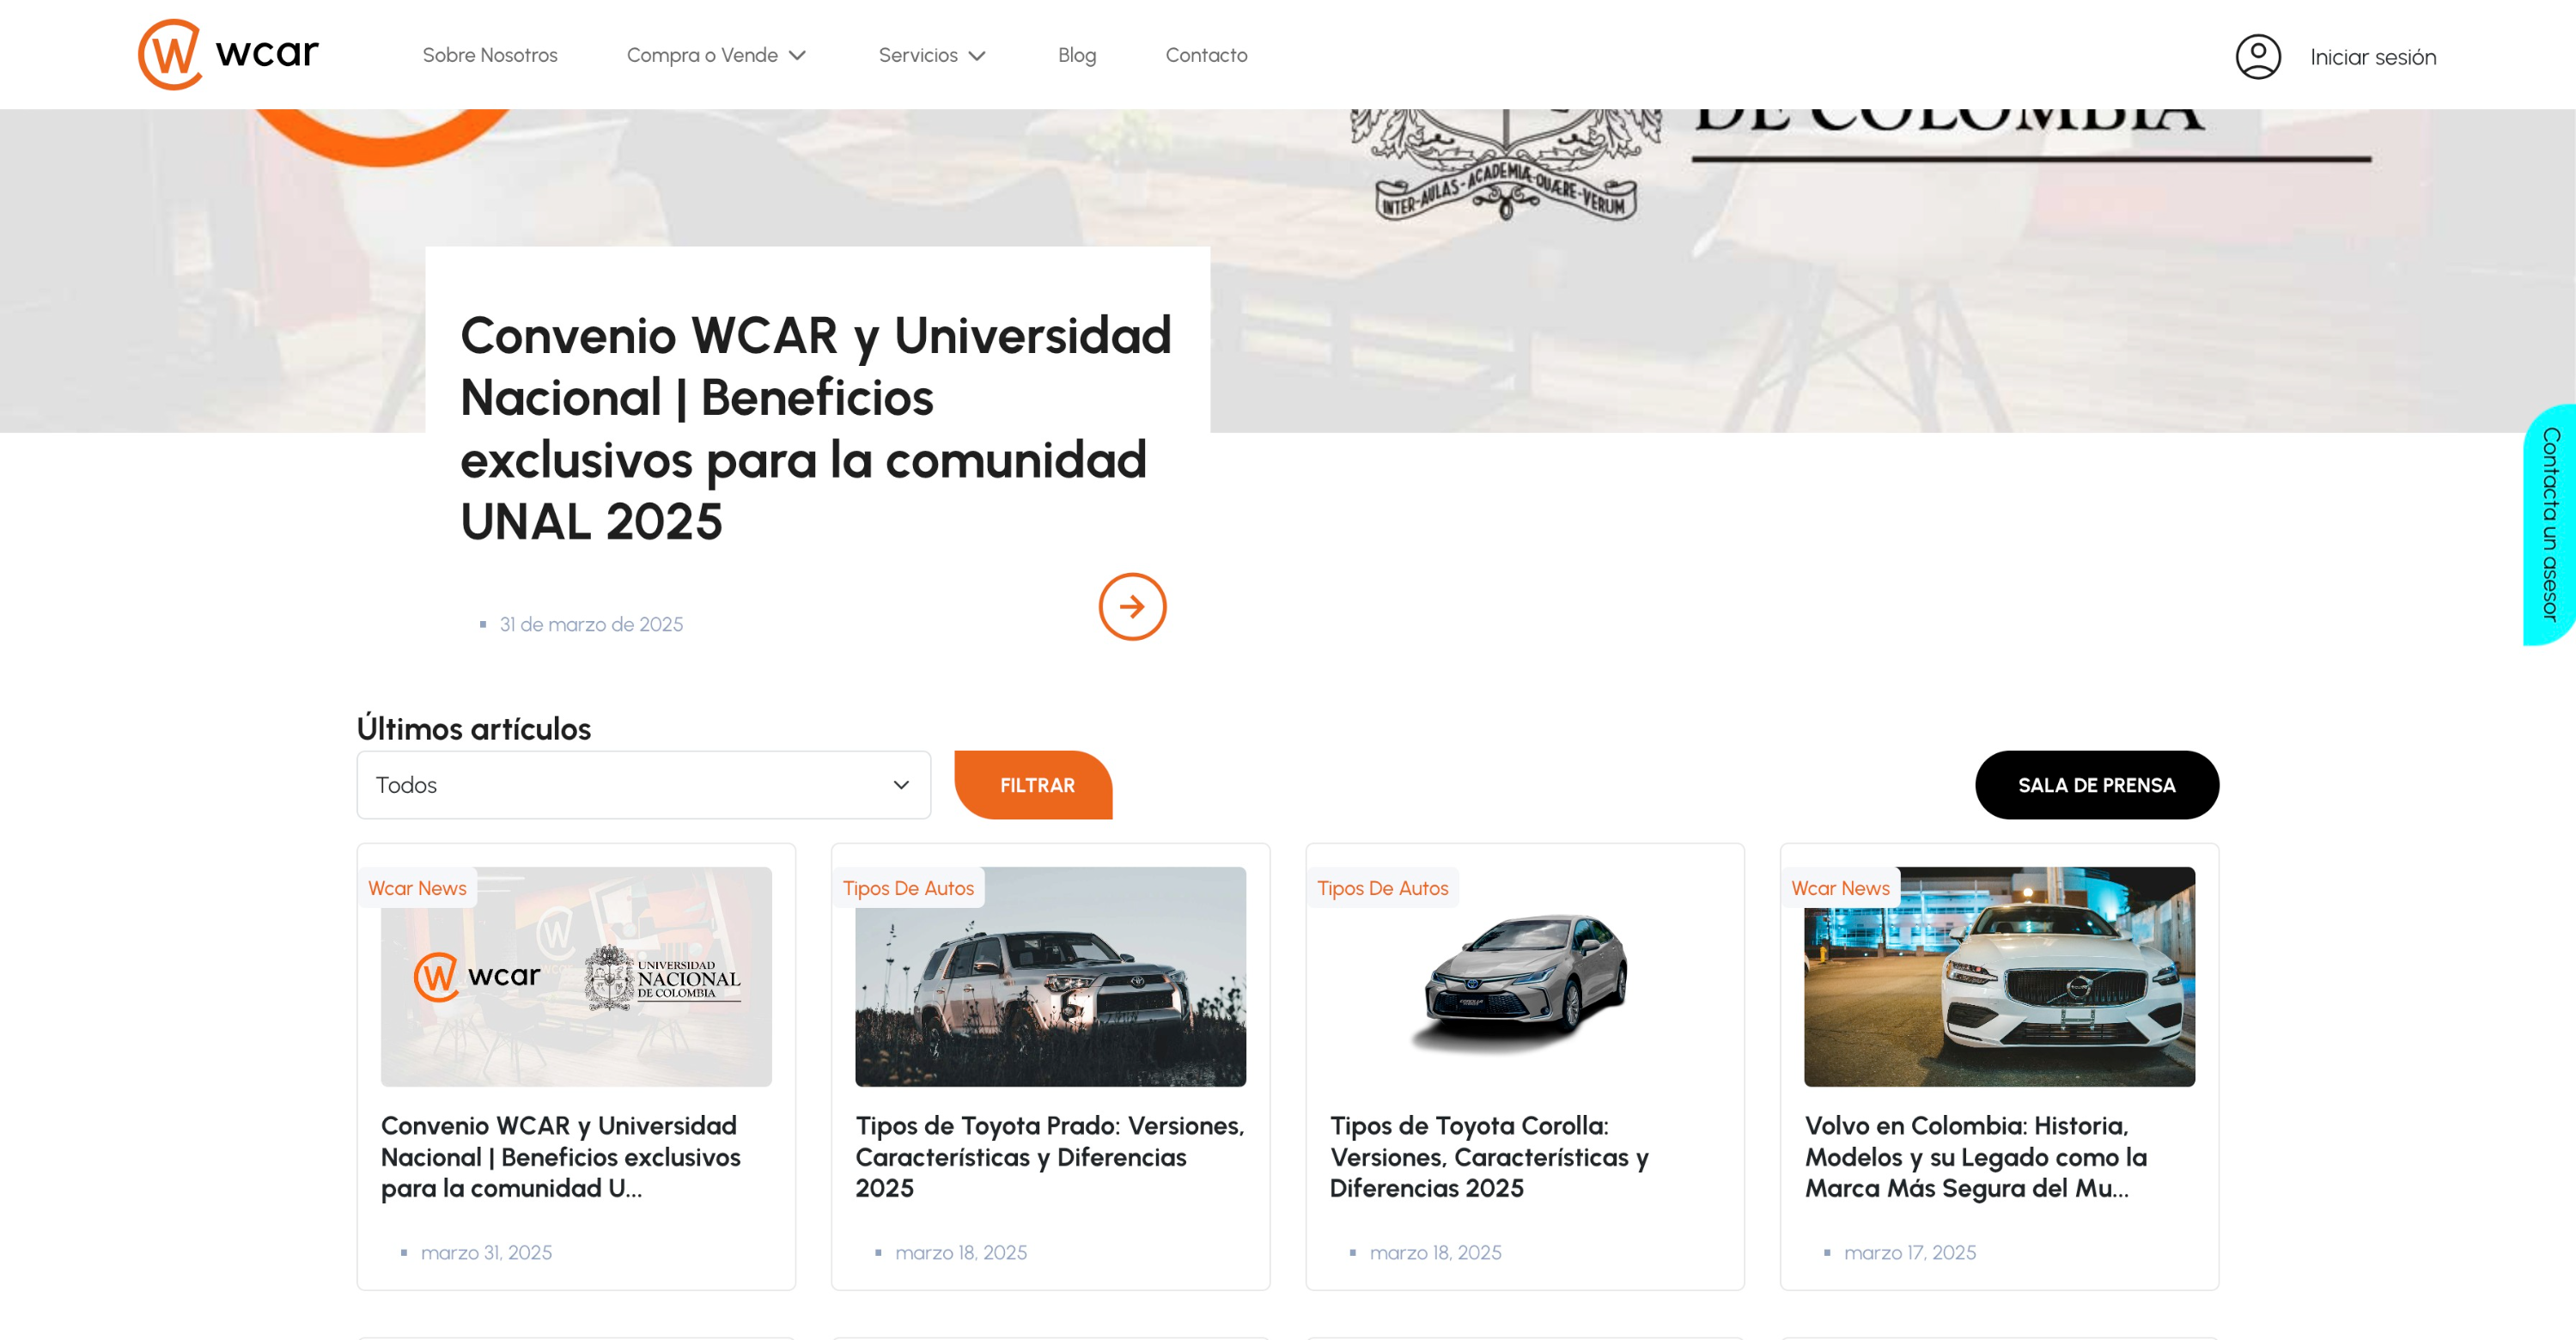 wcar
Sobre Nosotros
Compra o Vende
Servicios
Blog
Contacto
Iniciar sesión
DE COLOMBIA
INTER-AULAS-ACADEMIÆ-QUÆRE-VERUM
Convenio WCAR y Universidad
Nacional | Beneficios
exclusivos para la comunidad
UNAL 2025
31 de marzo de 2025
Contacta un asesor
Últimos artículos
Todos
FILTRAR
SALA DE PRENSA
Wcar News
wcar
UNIVERSIDAD
NACIONAL
DE COLOMBIA
Convenio WCAR y Universidad
Nacional | Beneficios exclusivos
para la comunidad U...
marzo 31, 2025
Tipos De Autos
Tipos de Toyota Prado: Versiones,
Características y Diferencias
2025
marzo 18, 2025
Tipos De Autos
Tipos de Toyota Corolla:
Versiones, Características y
Diferencias 2025
marzo 18, 2025
Wcar News
Volvo en Colombia: Historia,
Modelos y su Legado como la
Marca Más Segura del Mu...
marzo 17, 2025